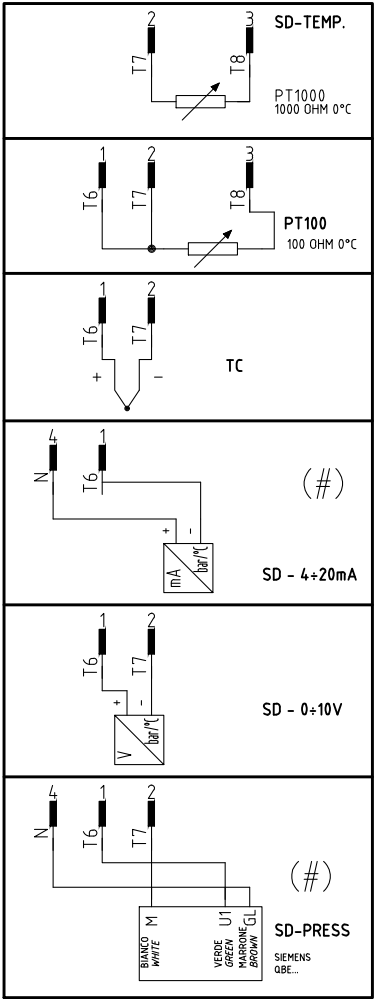 2 3 SD-TEMP.
T7 T8
PT1000
1000 OHM 0°C
1 2 3
T6 T7 T8
PT100
100 OHM 0°C
1 2
T6 T7
+ -
TC
4 1
N T6
(#)
+ -
mA bar/°C
SD - 4÷20mA
1 2
T6 T7
+ -
V bar/°C
SD - 0÷10V
4 1 2
N T6 T7
(#)
M U1 GL
BIANCO
WHITE
VERDE
GREEN
MARRONE
BROWN
SD-PRESS
SIEMENS
QBE...